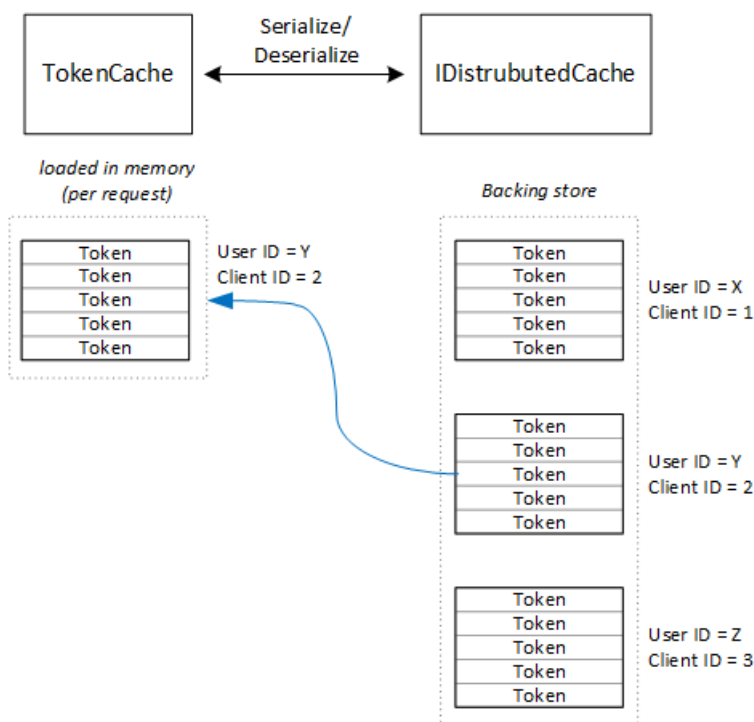 Serialize/
Deserialize
TokenCache
IDistrubutedCache
loaded in memory
(per request)
Backing store
Token
Token
Token
Token
Token
User ID = Y
Client ID = 2
Token
Token
Token
Token
Token
User ID = X
Client ID = 1
Token
Token
Token
Token
Token
User ID = Y
Client ID = 2
Token
Token
Token
Token
Token
User ID = Z
Client ID = 3